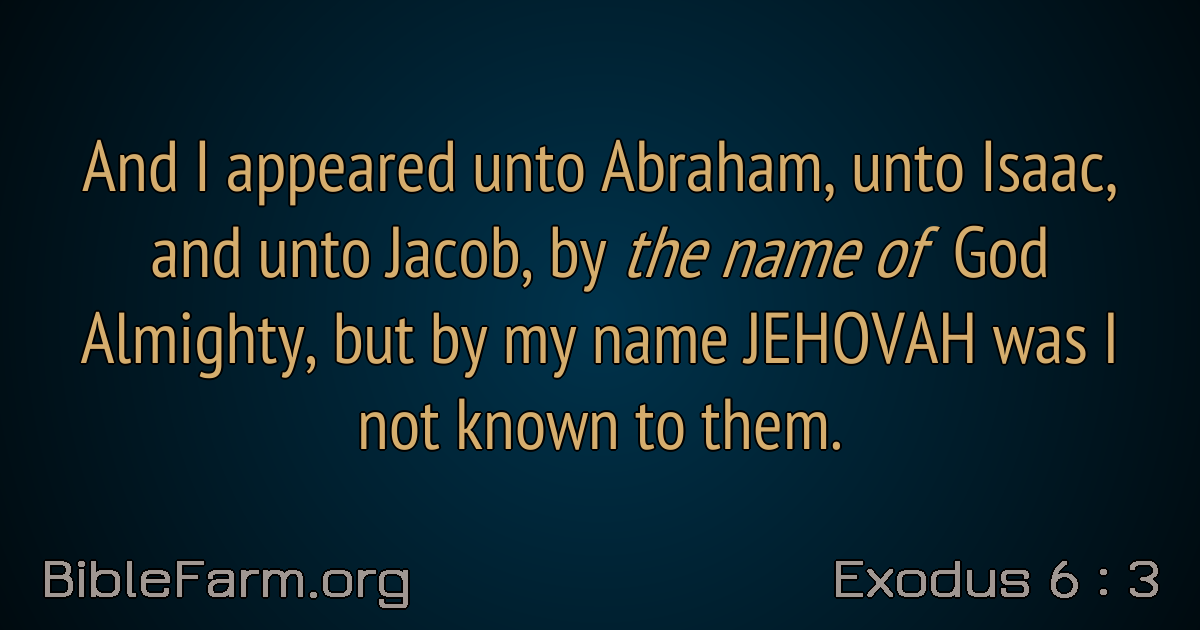 And I appeared unto Abraham, unto Isaac,
and unto Jacob, by the name of God
Almighty, but by my name JEHOVAH was I
not known to them.
BibleFarm.org
Exodus 6 : 3